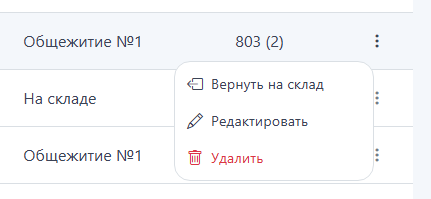 Общежитие №1 803 (2)
Вернуть на склад
На складе
Редактировать
Общежитие №1
Удалить